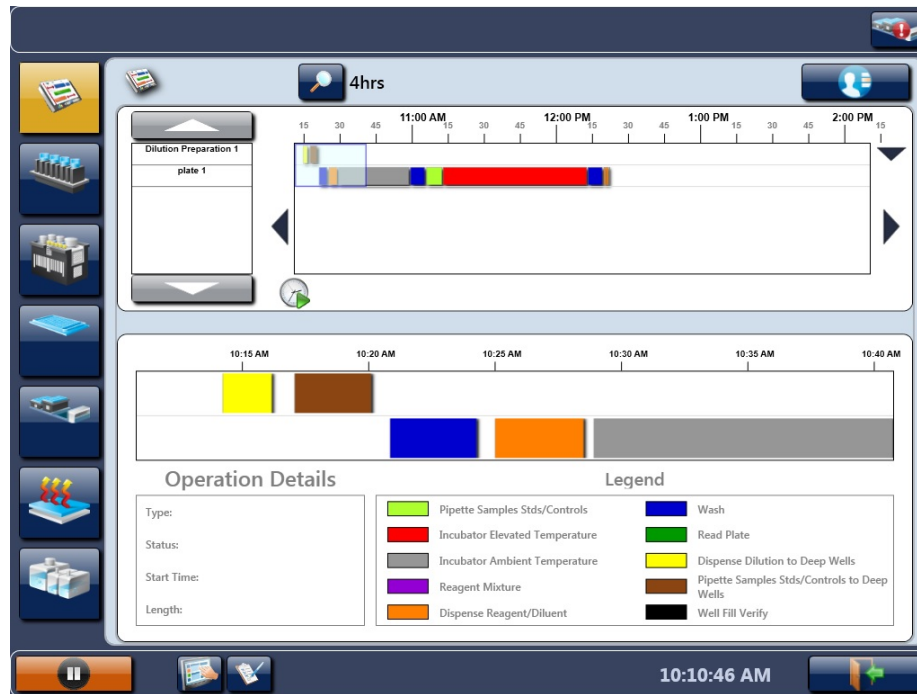 4hrs
11:00 AM 12:00 PM 1:00 PM 2:00 PM
15 30 45 15 30 45 15 30 45 15 30 45 15
Dilution Preparation 1
plate 1
10:15 AM 10:20 AM 10:25 AM 10:30 AM 10:35 AM 10:40 AM
Operation Details
Type:
Status:
Start Time:
Length:
Legend
Pipette Samples Stds/Controls
Incubator Elevated Temperature
Incubator Ambient Temperature
Reagent Mixture
Dispense Reagent/Diluent
Wash
Read Plate
Dispense Dilution to Deep Wells
Pipette Samples Stds/Controls to Deep
Wells
Well Fill Verify
10:10:46 AM